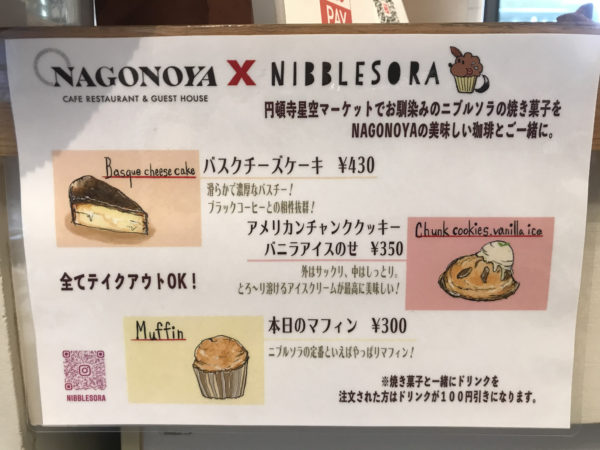 PAY
NAGONOYA X NIBBLESORA
CAFE RESTAURANT & GUEST HOUSE
円頓寺星空マーケットでお馴染みのニブルソラの焼き菓子を
NAGONOYAの美味しい珈琲とご一緒に。
Basque cheese cake
バスクチーズケーキ ¥430
滑らかで濃厚なバスチー!
ブラックコーヒーとの相性抜群!
アメリカンチャンククッキー
バニラアイスのせ ¥350
Chunk cookies.vanilla ice
外はサックリ、中はしっとり。
とろ〜り溶けるアイスクリームが最高に美味しい!
全てテイクアウトOK!
Muffin
本日のマフィン ¥300
ニブルソラの定番といえばやっぱりマフィン!
NIBBLESORA
※焼き菓子と一緒にドリンクを
注文された方はドリンクが100円引きになります。